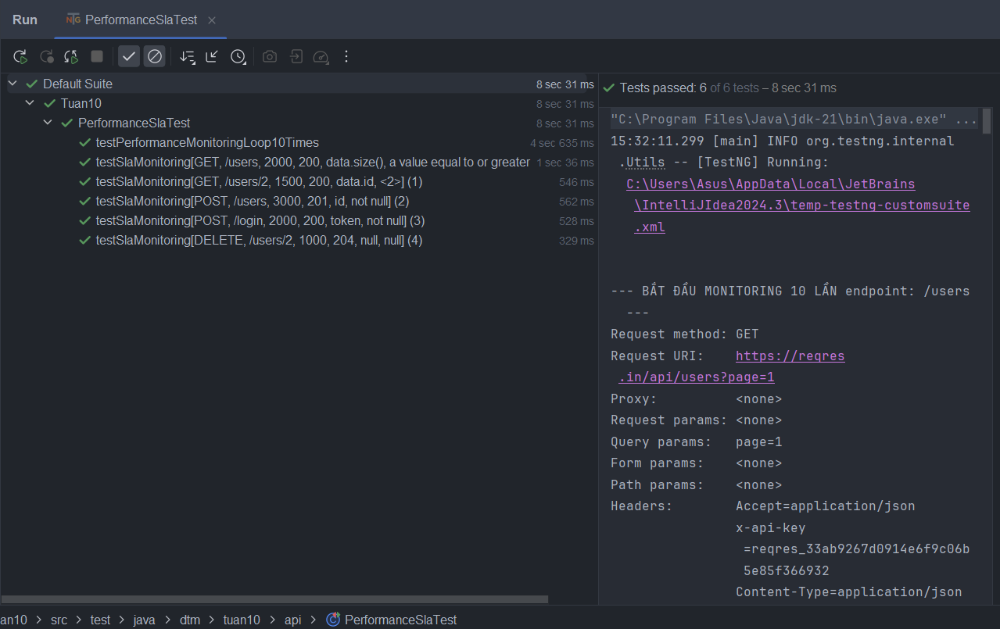 Run
PerformanceSlaTest
Default Suite 8 sec 31 ms
Tuan10 8 sec 31 ms
PerformanceSlaTest 8 sec 31 ms
testPerformanceMonitoringLoop10Times 4 sec 635 ms
testSlaMonitoring[GET, /users, 2000, 200, data.size(), a value equal to or greater 1 sec 36 ms
testSlaMonitoring[GET, /users/2, 1500, 200, data.id, <2>] (1) 546 ms
testSlaMonitoring[POST, /users, 3000, 201, id, not null] (2) 562 ms
testSlaMonitoring[POST, /login, 2000, 200, token, not null] (3) 528 ms
testSlaMonitoring[DELETE, /users/2, 1000, 204, null, null] (4) 329 ms
Tests passed: 6 of 6 tests – 8 sec 31 ms
"C:\Program Files\Java\jdk-21\bin\java.exe" ...
15:32:11.299 [main] INFO org.testng.internal
.Utils -- [TestNG] Running:
C:\Users\Asus\AppData\Local\JetBrains
\IntelliJIdea2024.3\temp-testng-customsuite
.xml
--- BẮT ĐẦU MONITORING 10 LẦN endpoint: /users
---
Request method: GET
Request URI: https://reqres
.in/api/users?page=1
Proxy: <none>
Request params: <none>
Query params: page=1
Form params: <none>
Path params: <none>
Headers: Accept=application/json
x-api-key
=reqres_33ab9267d0914e6f9c06b
5e85f366932
Content-Type=application/json
an10 > src > test > java > dtm > tuan10 > api > PerformanceSlaTest